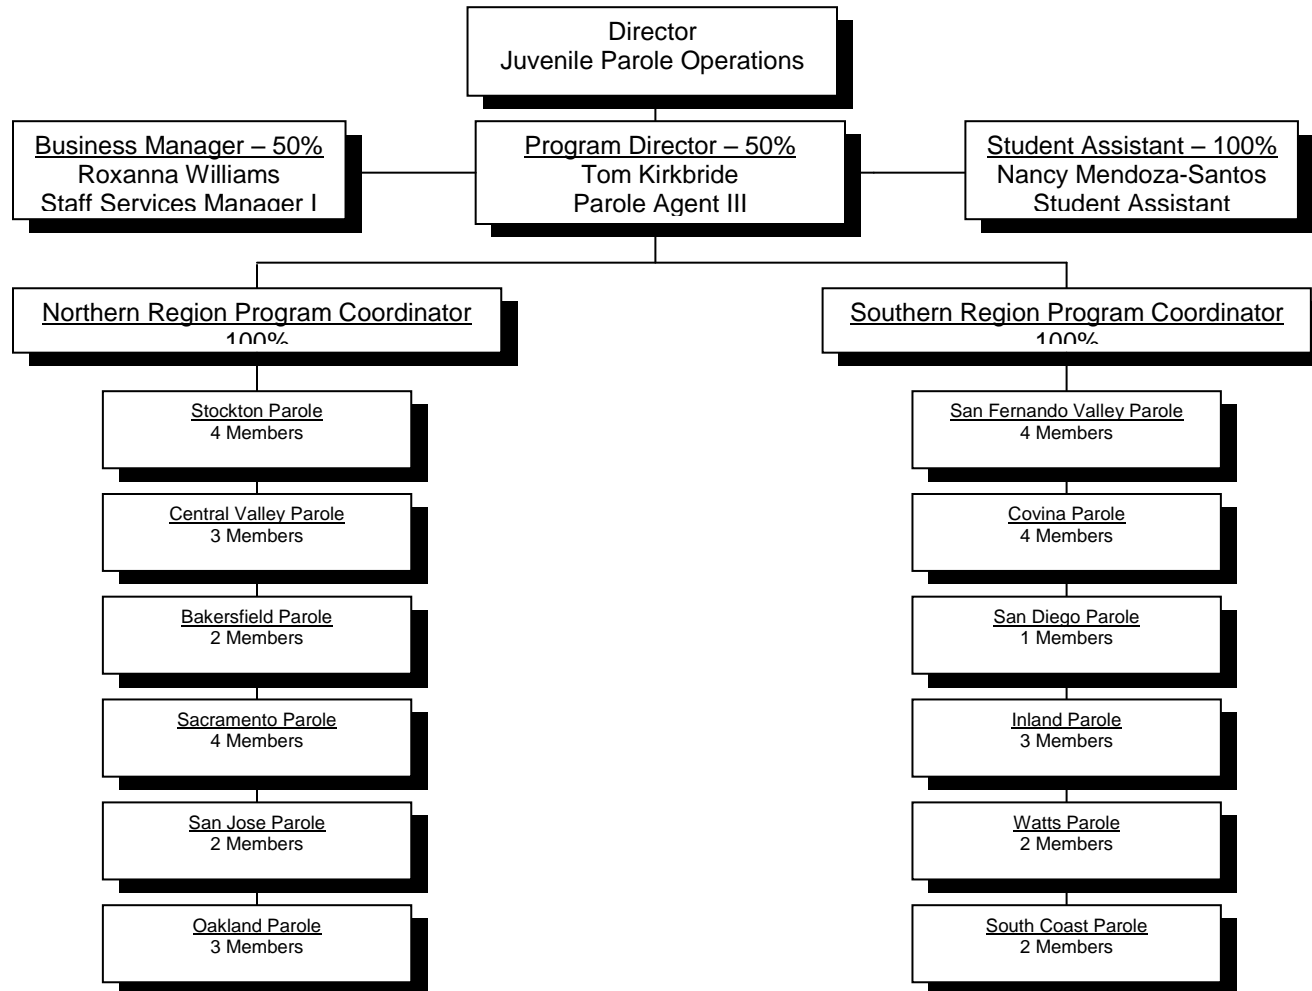 Director
Juvenile Parole Operations
Business Manager – 50%
Roxanna Williams
Staff Services Manager I
Program Director – 50%
Tom Kirkbride
Parole Agent III
Student Assistant – 100%
Nancy Mendoza-Santos
Student Assistant
Northern Region Program Coordinator
100%
Southern Region Program Coordinator
100%
Stockton Parole
4 Members
Central Valley Parole
3 Members
Bakersfield Parole
2 Members
Sacramento Parole
4 Members
San Jose Parole
2 Members
Oakland Parole
3 Members
San Fernando Valley Parole
4 Members
Covina Parole
4 Members
San Diego Parole
1 Members
Inland Parole
3 Members
Watts Parole
2 Members
South Coast Parole
2 Members